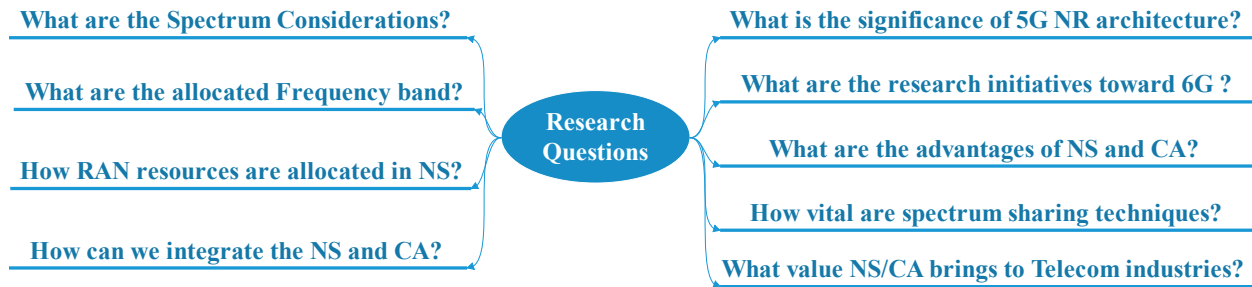 What are the Spectrum Considerations?
What are the allocated Frequency band?
How RAN resources are allocated in NS?
How can we integrate the NS and CA?
Research
Questions
What is the significance of 5G NR architecture?
What are the research initiatives toward 6G ?
What are the advantages of NS and CA?
How vital are spectrum sharing techniques?
What value NS/CA brings to Telecom industries?